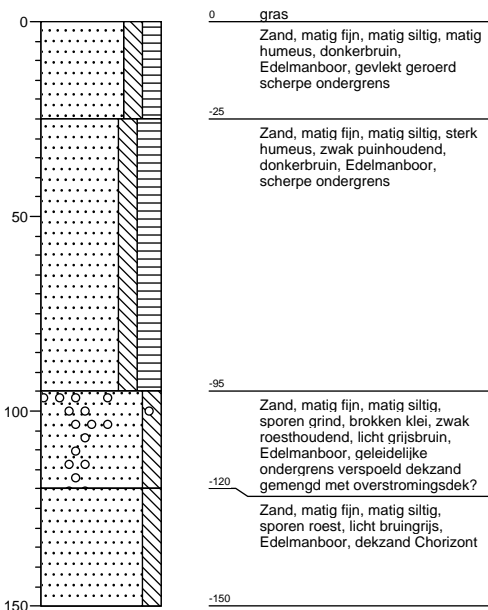 0
50
100
150
0
gras
Zand, matig fijn, matig siltig, matig
humeus, donkerbruin,
Edelmanboor, gevlekt geroerd
scherpe ondergrens
-25
Zand, matig fijn, matig siltig, sterk
humeus, zwak puinhoudend,
donkerbruin, Edelmanboor,
scherpe ondergrens
-95
Zand, matig fijn, matig siltig,
sporen grind, brokken klei, zwak
roesthoudend, licht grijsbruin,
Edelmanboor, geleidelijke
ondergrens verspoeld dekzand
gemengd met overstromingsdek?
-120
Zand, matig fijn, matig siltig,
sporen roest, licht bruingrijs,
Edelmanboor, dekzand Chorizont
-150